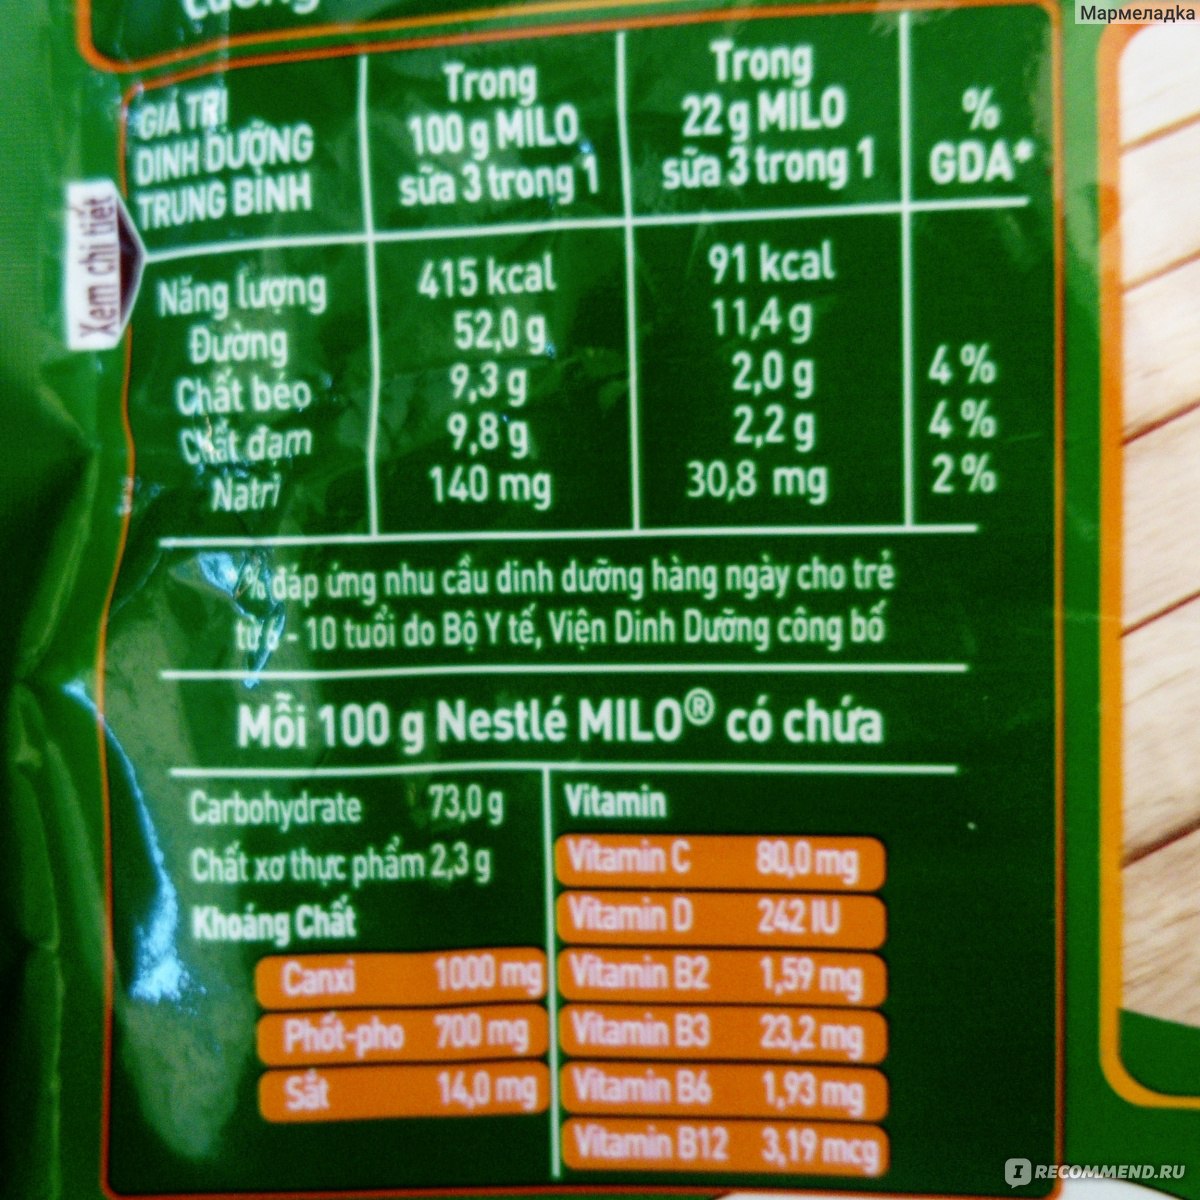 Мармеладка
GIÁ TRỊ
DINH DƯỠNG
TRUNG BÌNH
Trong
100 g MILO
sữa 3 trong 1
Trong
22 g MILO
sữa 3 trong 1
%
GDA*
Xem chi tiết
Năng lượng 415 kcal 91 kcal
Đường 52,0 g 11,4 g
Chất béo 9,3 g 2,0 g 4 %
Chất đạm 9,8 g 2,2 g 4 %
Natri 140 mg 30,8 mg 2 %
% đáp ứng nhu cầu dinh dưỡng hàng ngày cho trẻ
từ - 10 tuổi do Bộ Y tế, Viện Dinh Dưỡng công bố
Mỗi 100 g Nestlé MILO® có chứa
Carbohydrate 73,0 g
Chất xơ thực phẩm 2,3 g
Khoáng Chất
Canxi 1000 mg
Phốt-pho 700 mg
Sắt 14,0 mg
Vitamin
Vitamin C 80,0 mg
Vitamin D 242 IU
Vitamin B2 1,59 mg
Vitamin B3 23,2 mg
Vitamin B6 1,93 mg
Vitamin B12 3,19 mcg
I RECOMMEND.RU